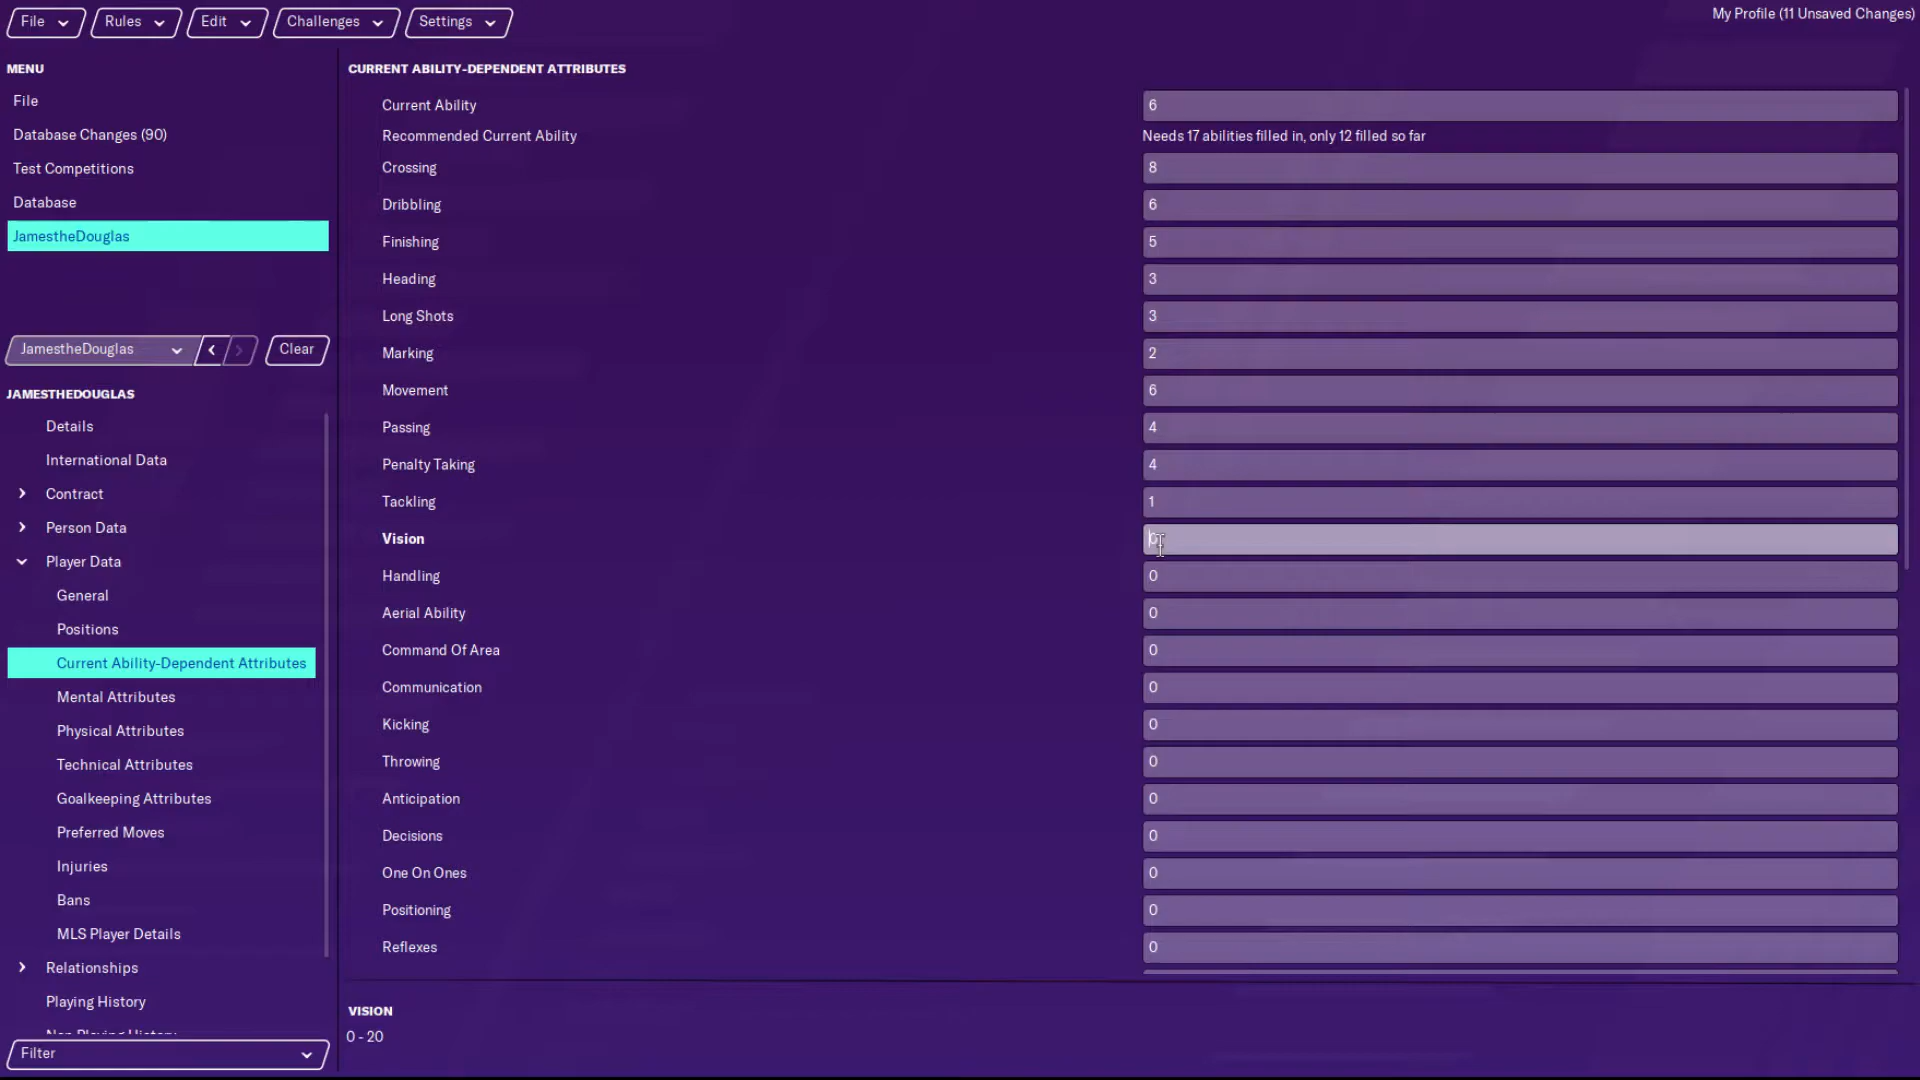 File
Rules
Edit
Challenges
Settings
My Profile (11 Unsaved Changes)
MENU
File
Database Changes (90)
Test Competitions
Database
JamestheDouglas
JamestheDouglas
Clear
JAMESTHEDOUGLAS
Details
International Data
Contract
Person Data
Player Data
General
Positions
Current Ability-Dependent Attributes
Mental Attributes
Physical Attributes
Technical Attributes
Goalkeeping Attributes
Preferred Moves
Injuries
Bans
MLS Player Details
Relationships
Playing History
Non Playing History
Filter
CURRENT ABILITY-DEPENDENT ATTRIBUTES
Current Ability 6
Recommended Current Ability Needs 17 abilities filled in, only 12 filled so far
Crossing 8
Dribbling 6
Finishing 5
Heading 3
Long Shots 3
Marking 2
Movement 6
Passing 4
Penalty Taking 4
Tackling 1
Vision 0
Handling 0
Aerial Ability 0
Command Of Area 0
Communication 0
Kicking 0
Throwing 0
Anticipation 0
Decisions 0
One On Ones 0
Positioning 0
Reflexes 0
VISION
0 - 20